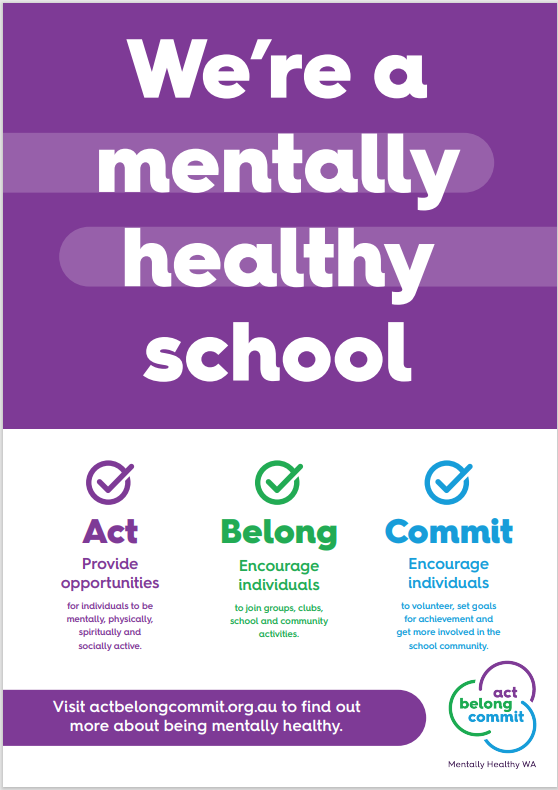 We’re a
mentally
healthy
school
Act
Provide
opportunities
for individuals to be
mentally, physically,
spiritually and
socially active.
Belong
Encourage
individuals
to join groups, clubs,
school and community
activities.
Commit
Encourage
individuals
to volunteer, set goals
for achievement and
get more involved in the
school community.
Visit actbelongcommit.org.au to find out
more about being mentally healthy.
act
belong
commit
Mentally Healthy WA